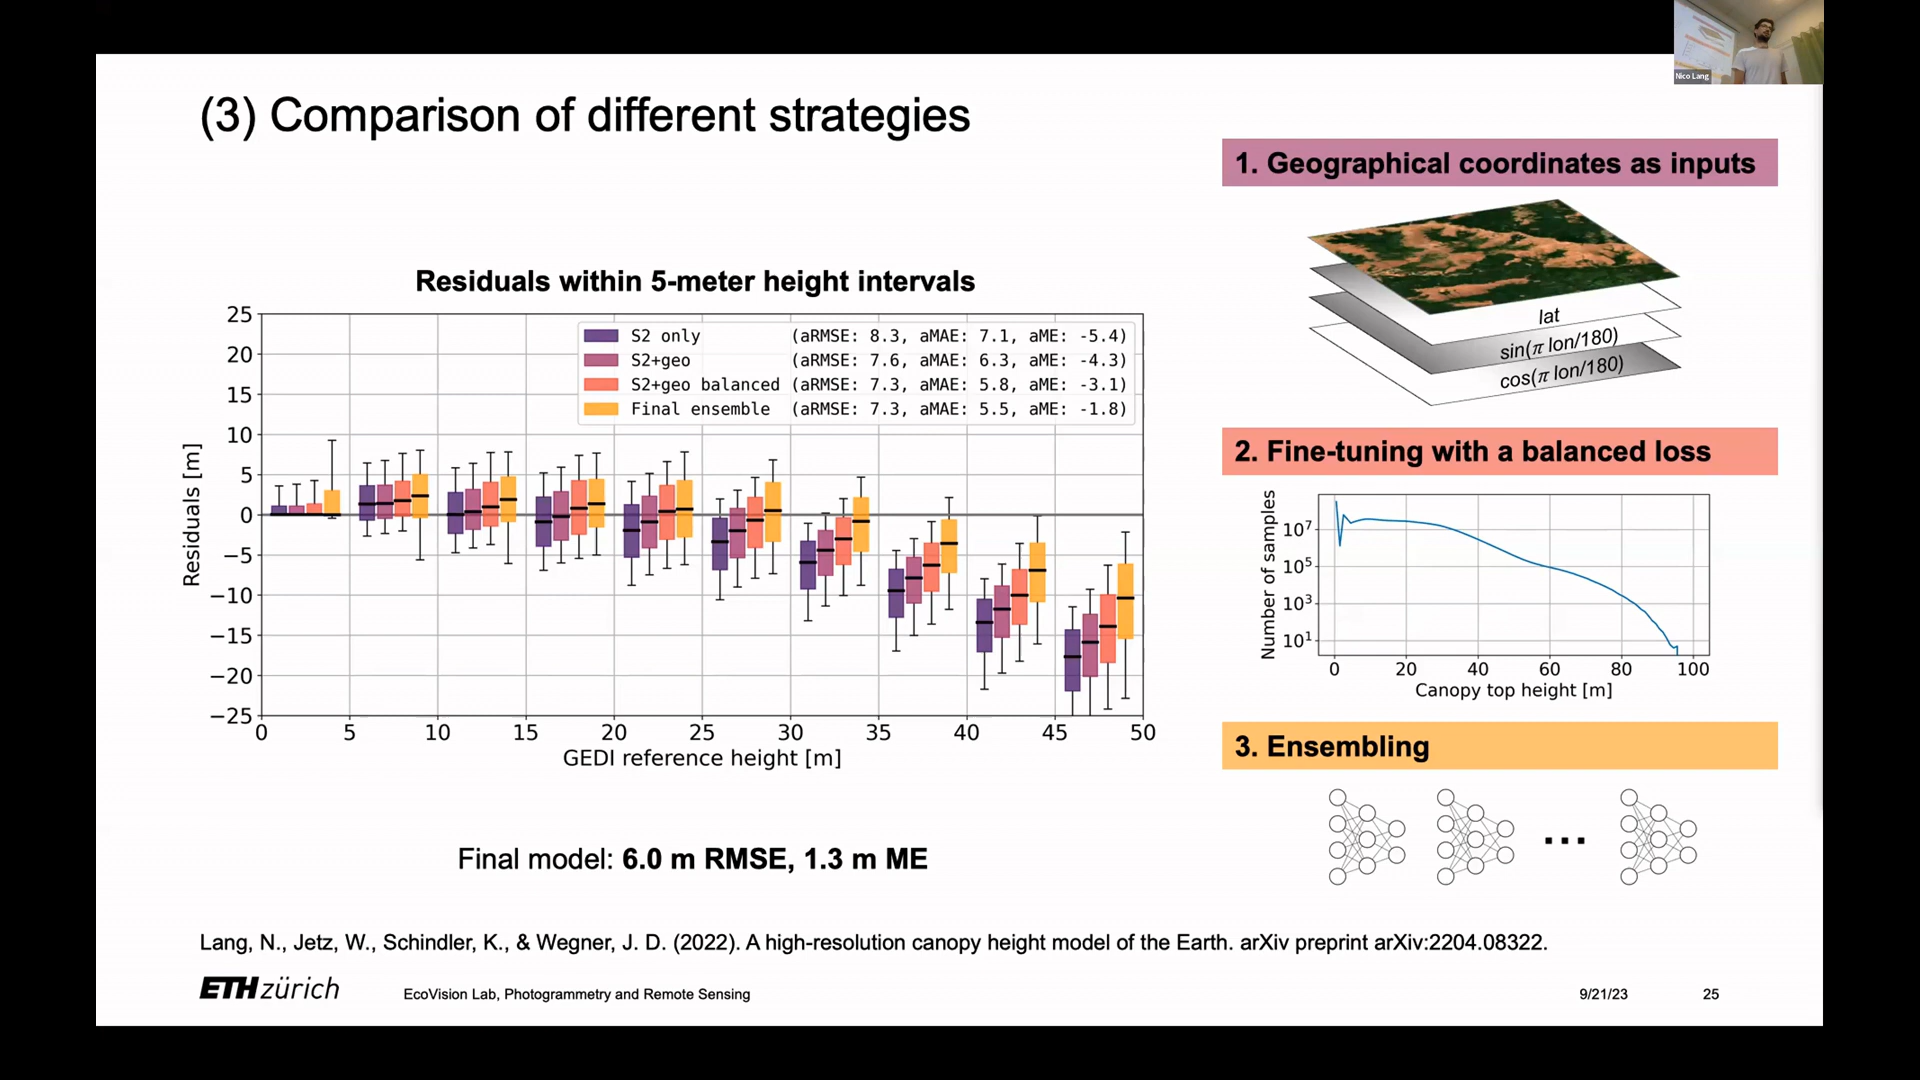 Nico Lang
(3) Comparison of different strategies
Residuals within 5-meter height intervals
25
20
15
10
5
0
−5
−10
−15
−20
−25
Residuals [m]
S2 only (aRMSE: 8.3, aMAE: 7.1, aME: -5.4)
S2+geo (aRMSE: 7.6, aMAE: 6.3, aME: -4.3)
S2+geo balanced (aRMSE: 7.3, aMAE: 5.8, aME: -3.1)
Final ensemble (aRMSE: 7.3, aMAE: 5.5, aME: -1.8)
0 5 10 15 20 25 30 35 40 45 50
GEDI reference height [m]
Final model: 6.0 m RMSE, 1.3 m ME
1. Geographical coordinates as inputs
lat
sin(π lon/180)
cos(π lon/180)
2. Fine-tuning with a balanced loss
Number of samples
10⁷
10⁵
10³
10¹
0 20 40 60 80 100
Canopy top height [m]
3. Ensembling
...
Lang, N., Jetz, W., Schindler, K., & Wegner, J. D. (2022). A high-resolution canopy height model of the Earth. arXiv preprint arXiv:2204.08322.
ETH zürich
EcoVision Lab, Photogrammetry and Remote Sensing
9/21/23
25